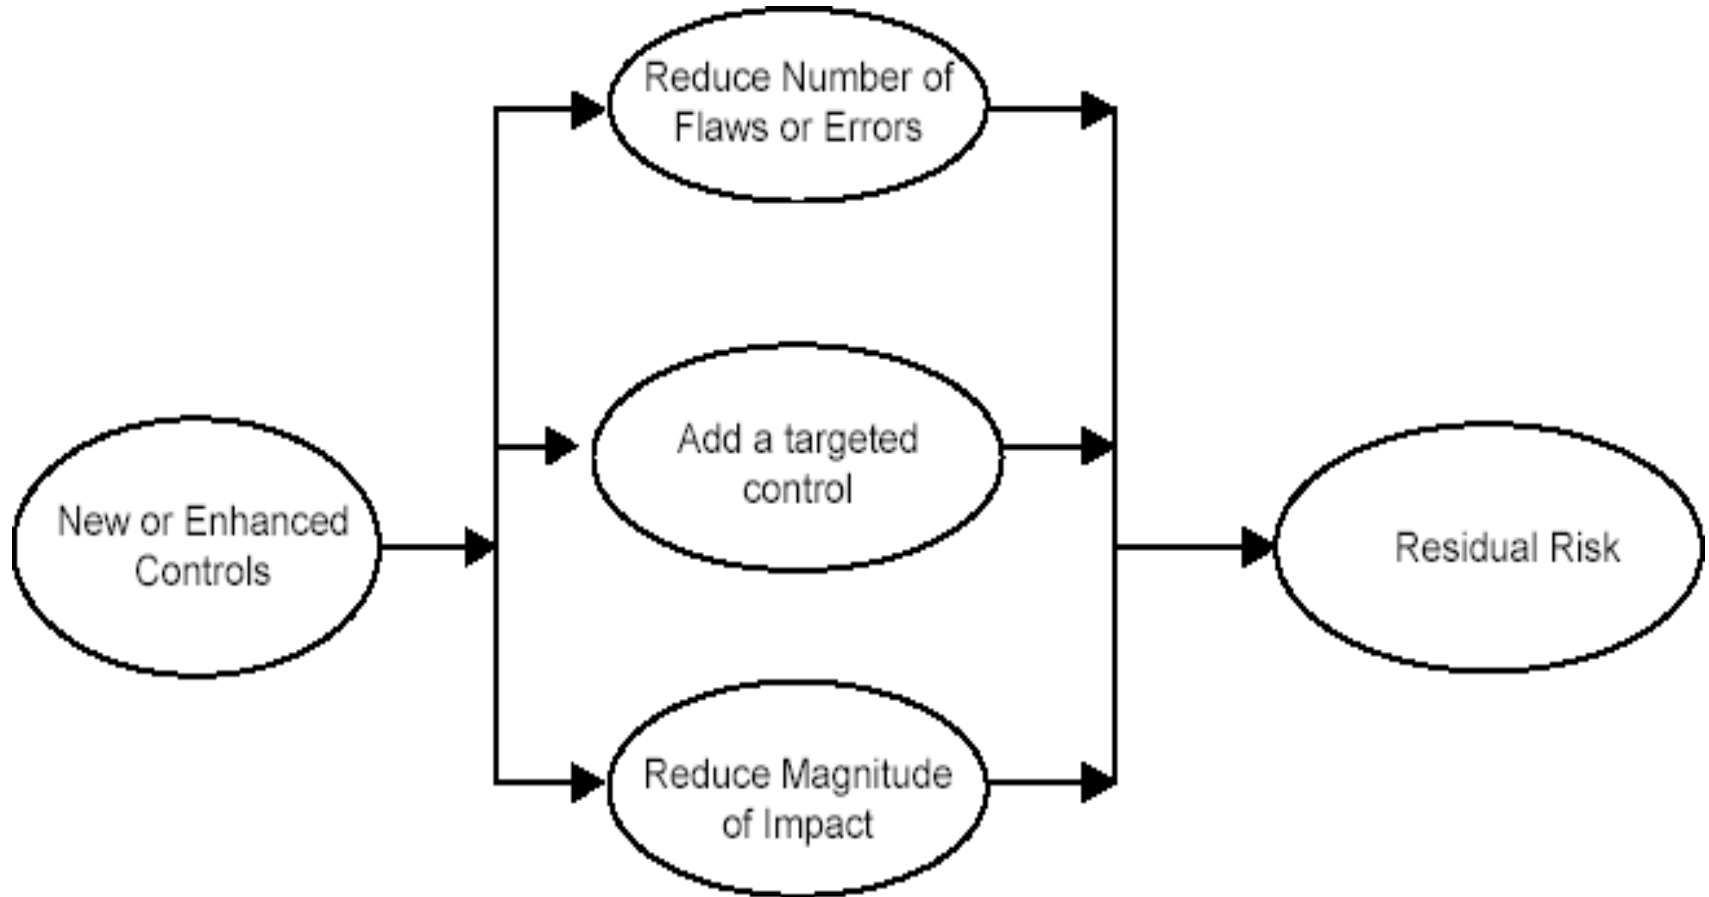 Reduce Number of
Flaws or Errors
Add a targeted
control
New or Enhanced
Controls
Residual Risk
Reduce Magnitude
of Impact